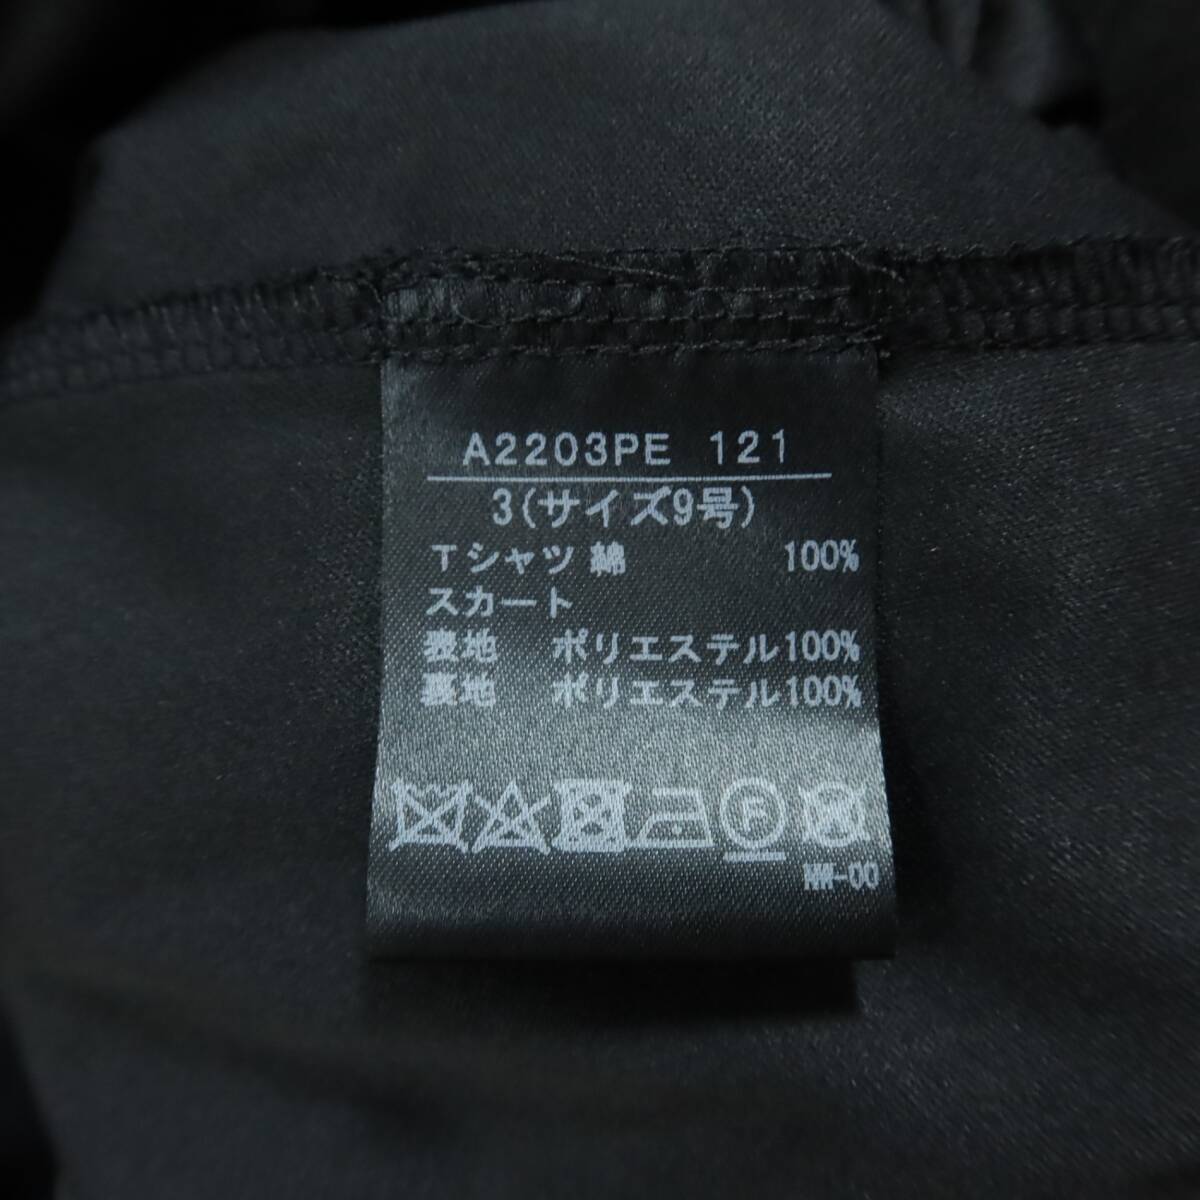 A2203PE 121
3(サイズ9号)
Tシャツ 綿 100%
スカート
表地 ポリエステル100%
裏地 ポリエステル100%
F
NW-00